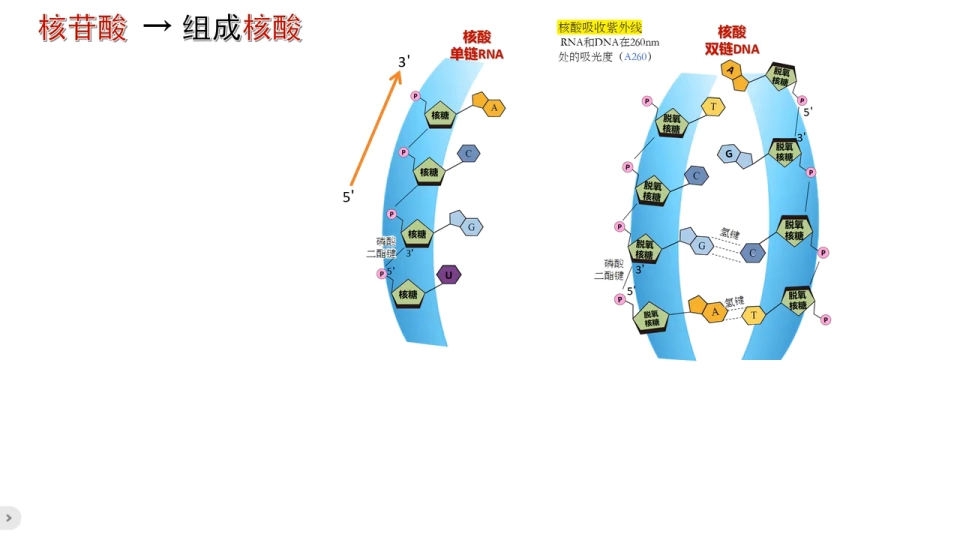 核苷酸 → 组成核酸
核酸吸收紫外线
RNA和DNA在260nm
处的吸光度（A260）
核酸
单链RNA
3'
5'
P
核糖
A
P
核糖
C
P
核糖
G
磷酸
二酯键
3'
5'
P
核糖
U
核酸
双链DNA
A
脱氧
核糖
P
5'
P
脱氧
核糖
T
3'
G
脱氧
核糖
P
P
脱氧
核糖
C
P
脱氧
核糖
G
氢键
C
脱氧
核糖
P
磷酸
二酯键
3'
5'
P
脱氧
核糖
A
氢键
T
脱氧
核糖
P